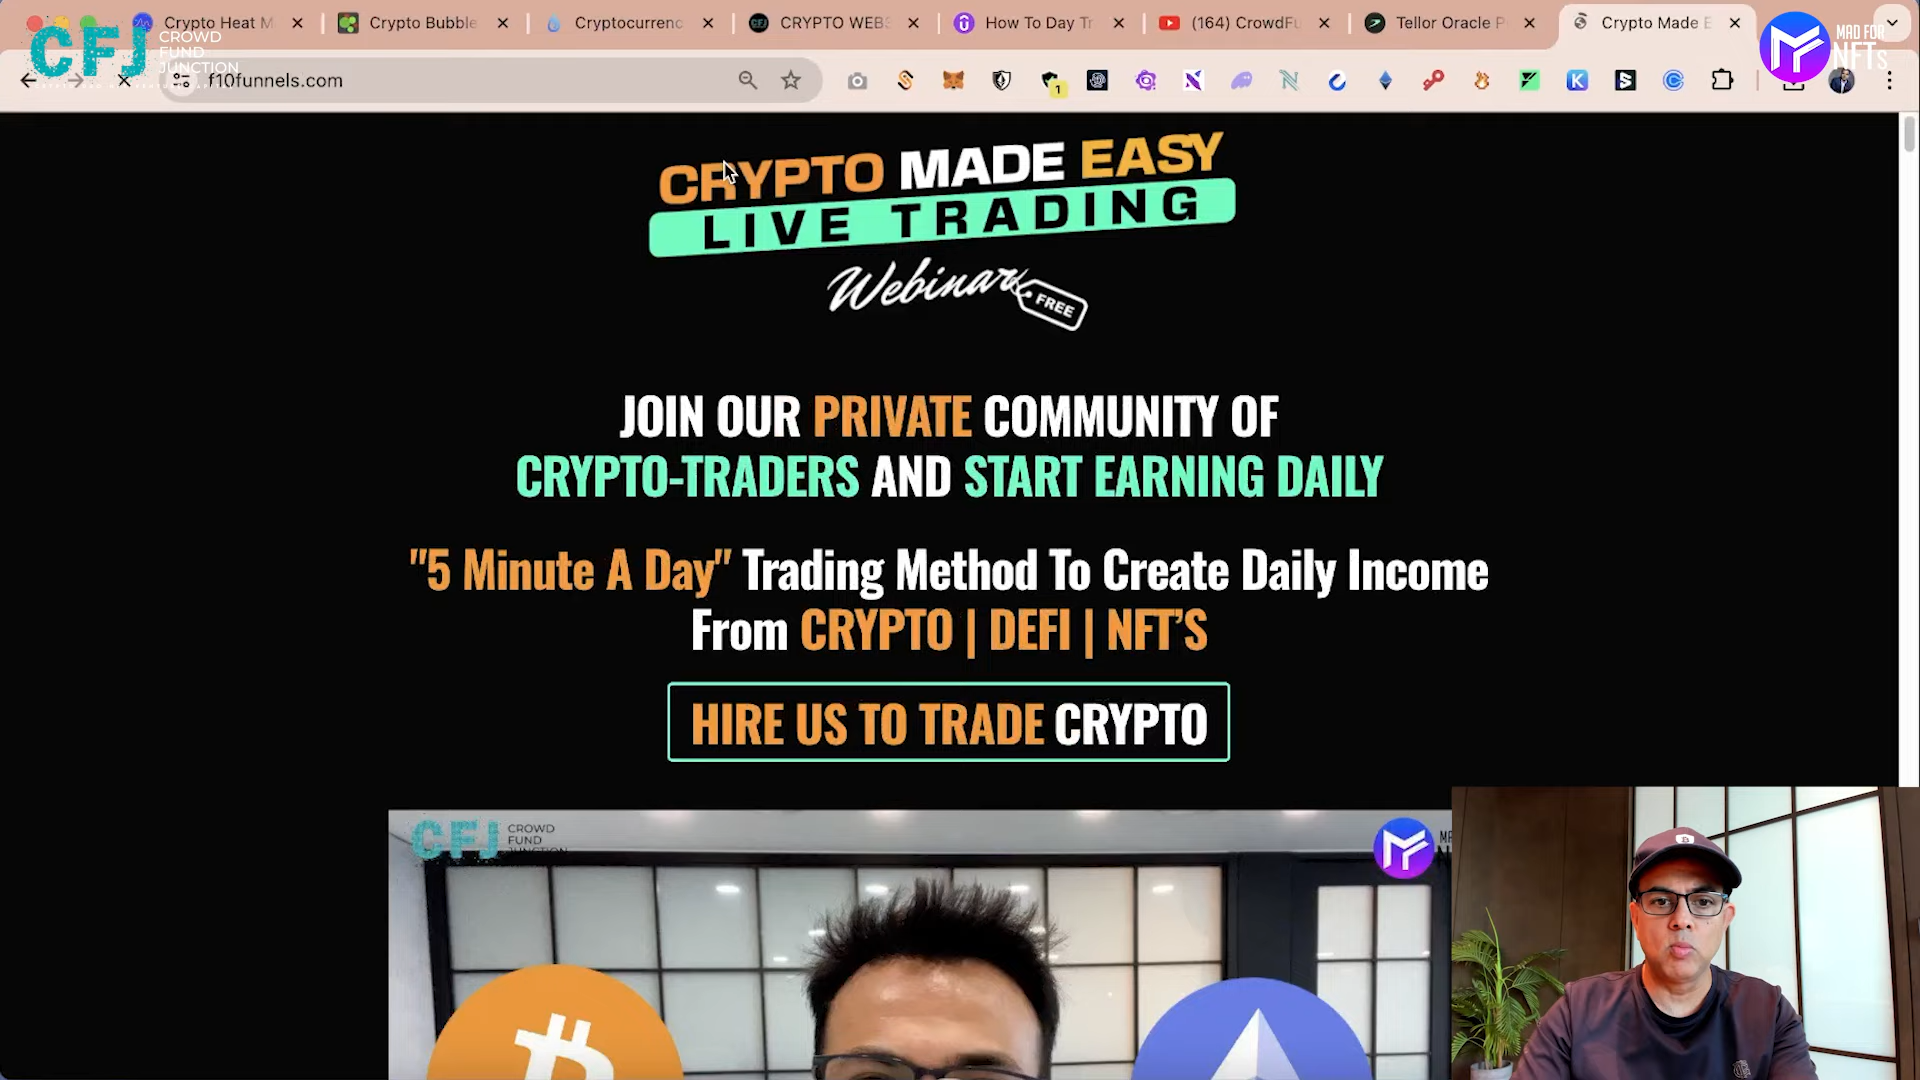 Crypto Heat M
Crypto Bubble
Cryptocurrenc
CRYPTO WEB3
How To Day Tr
(164) CrowdFu
Tellor Oracle P
Crypto Made E
CFJ CROWD
FUND
JUNCTION
MAD FOR
NFTs
f10funnels.com
1
CRYPTO MADE EASY
LIVE TRADING
Webinar
FREE
JOIN OUR PRIVATE COMMUNITY OF
CRYPTO-TRADERS AND START EARNING DAILY
"5 Minute A Day" Trading Method To Create Daily Income
From CRYPTO | DEFI | NFT'S
HIRE US TO TRADE CRYPTO
CFJ CROWD
FUND
JUNCTION